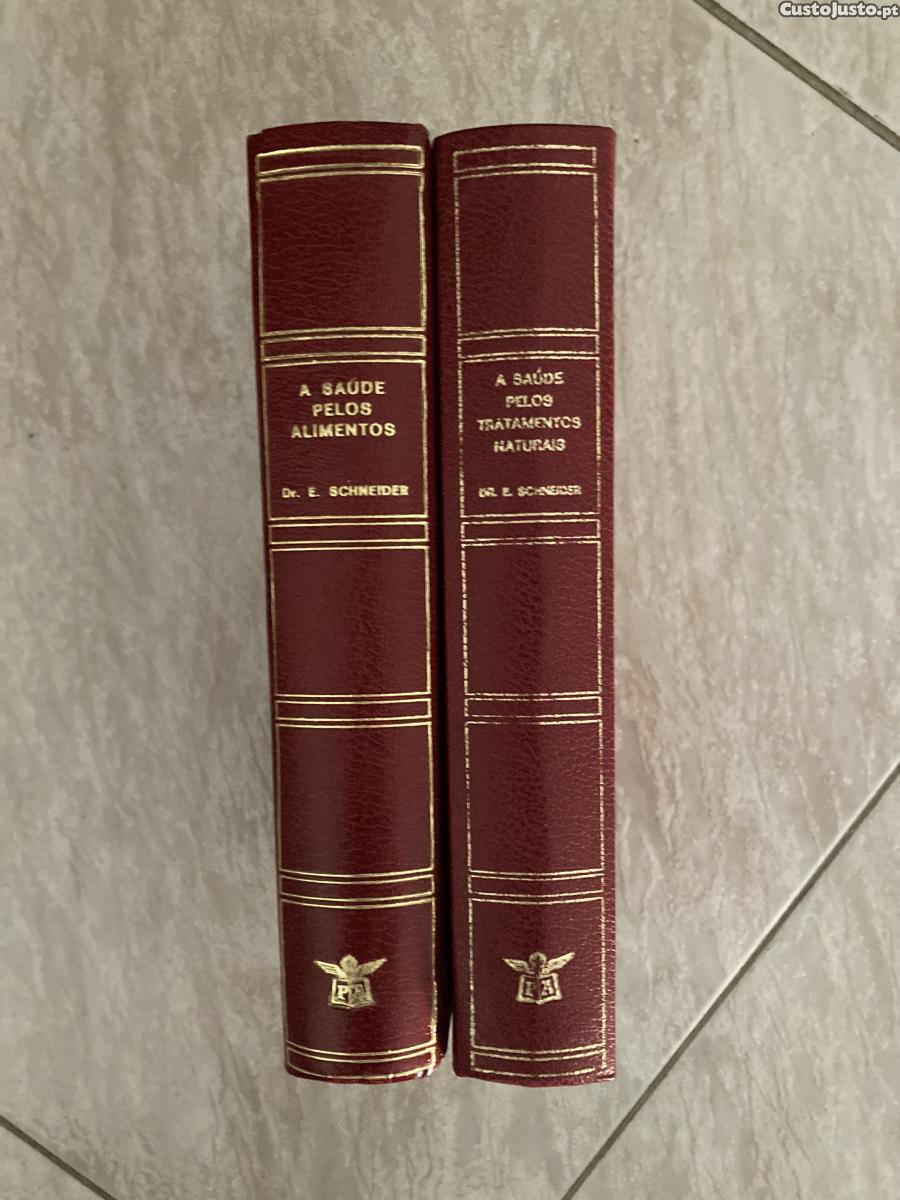 CustoJusto.pt
A SAÚDE
PELOS
ALIMENTOS
Dr. E. SCHNEIDER
P A
A SAÚDE
PELOS
TRATAMENTOS
NATURAIS
DR. E. SCHNEIDER
P A